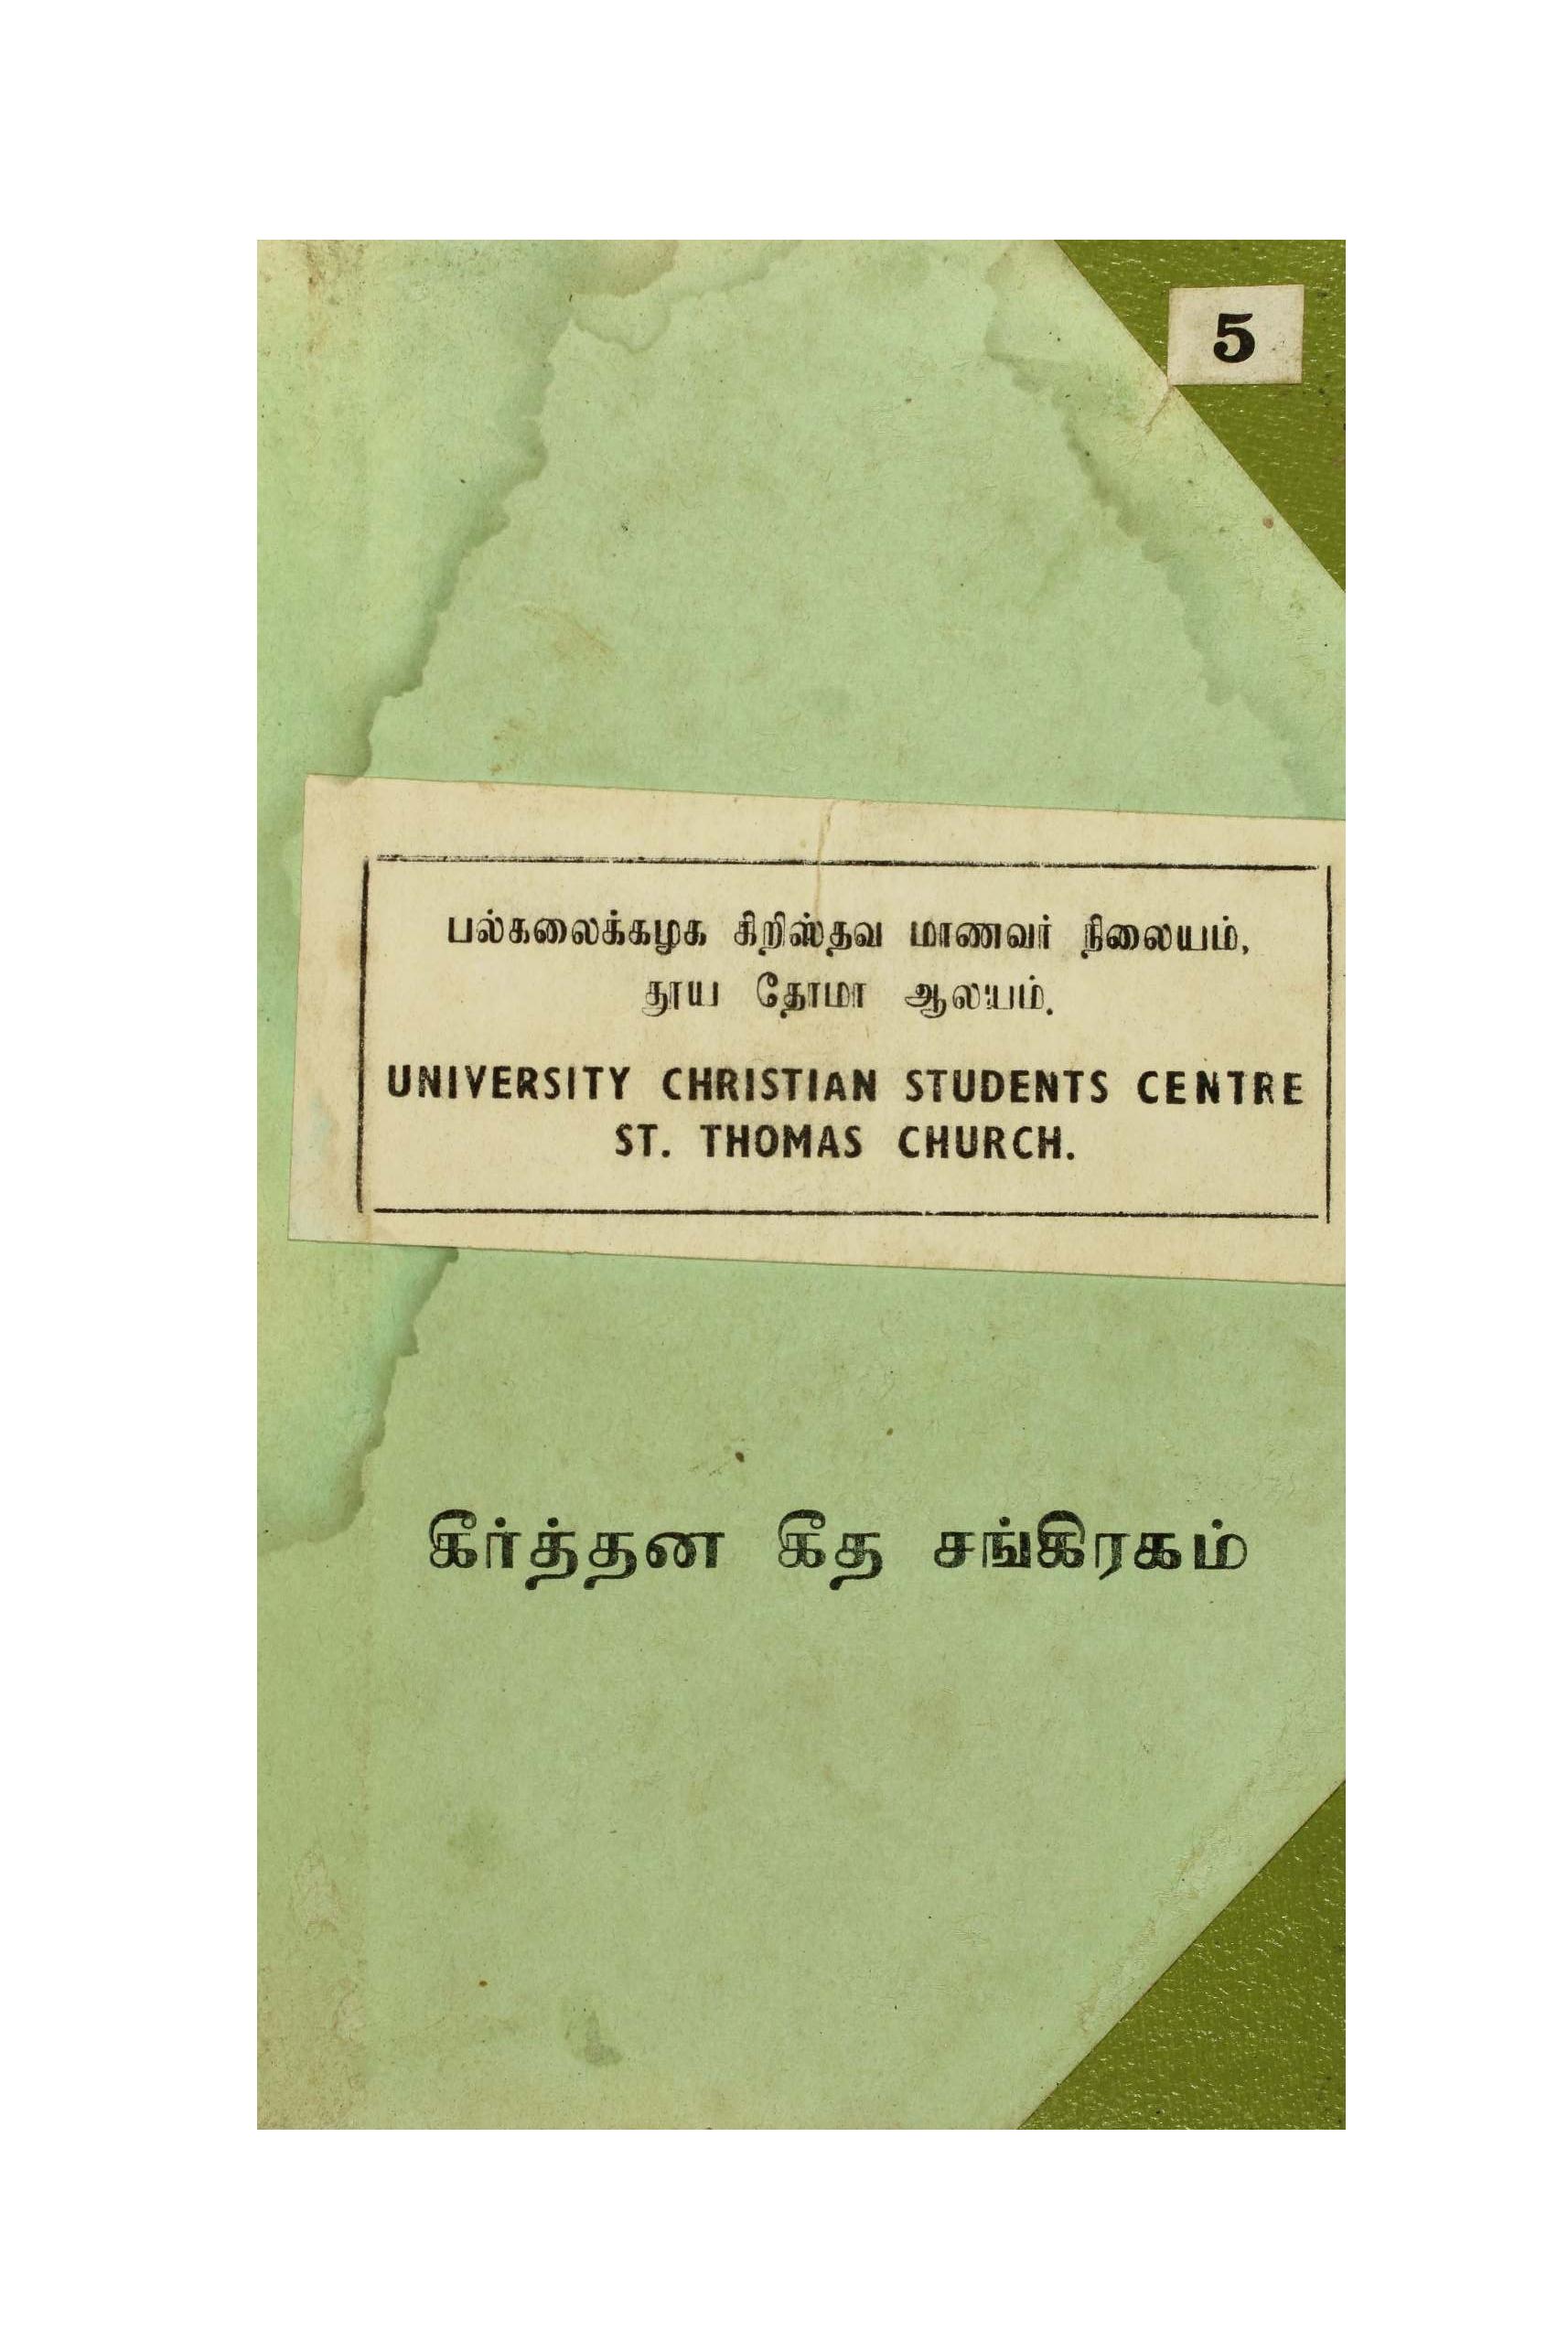 5
பல்கலைக்கழக கிறிஸ்தவ மாணவர் நிலையம்,
தூய தோமா ஆலயம்.
UNIVERSITY CHRISTIAN STUDENTS CENTRE
ST. THOMAS CHURCH.
கீர்த்தன கீத சங்கிரகம்